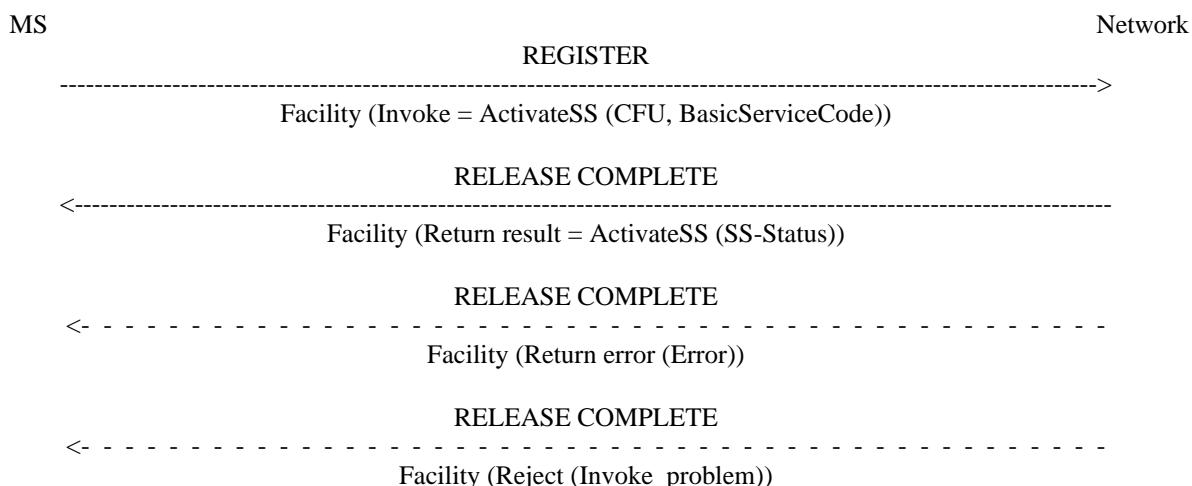 MS Network
REGISTER
Facility (Invoke = ActivateSS (CFU, BasicServiceCode))
RELEASE COMPLETE
Facility (Return result = ActivateSS (SS-Status))
RELEASE COMPLETE
Facility (Return error (Error))
RELEASE COMPLETE
Facility (Reject (Invoke_problem))